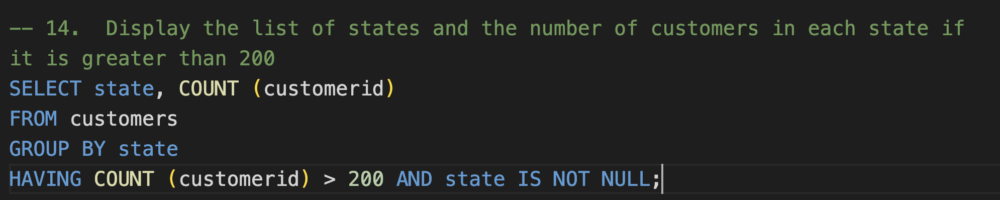 -- 14.  Display the list of states and the number of customers in each state if
it is greater than 200
SELECT state, COUNT (customerid)
FROM customers
GROUP BY state
HAVING COUNT (customerid) > 200 AND state IS NOT NULL;